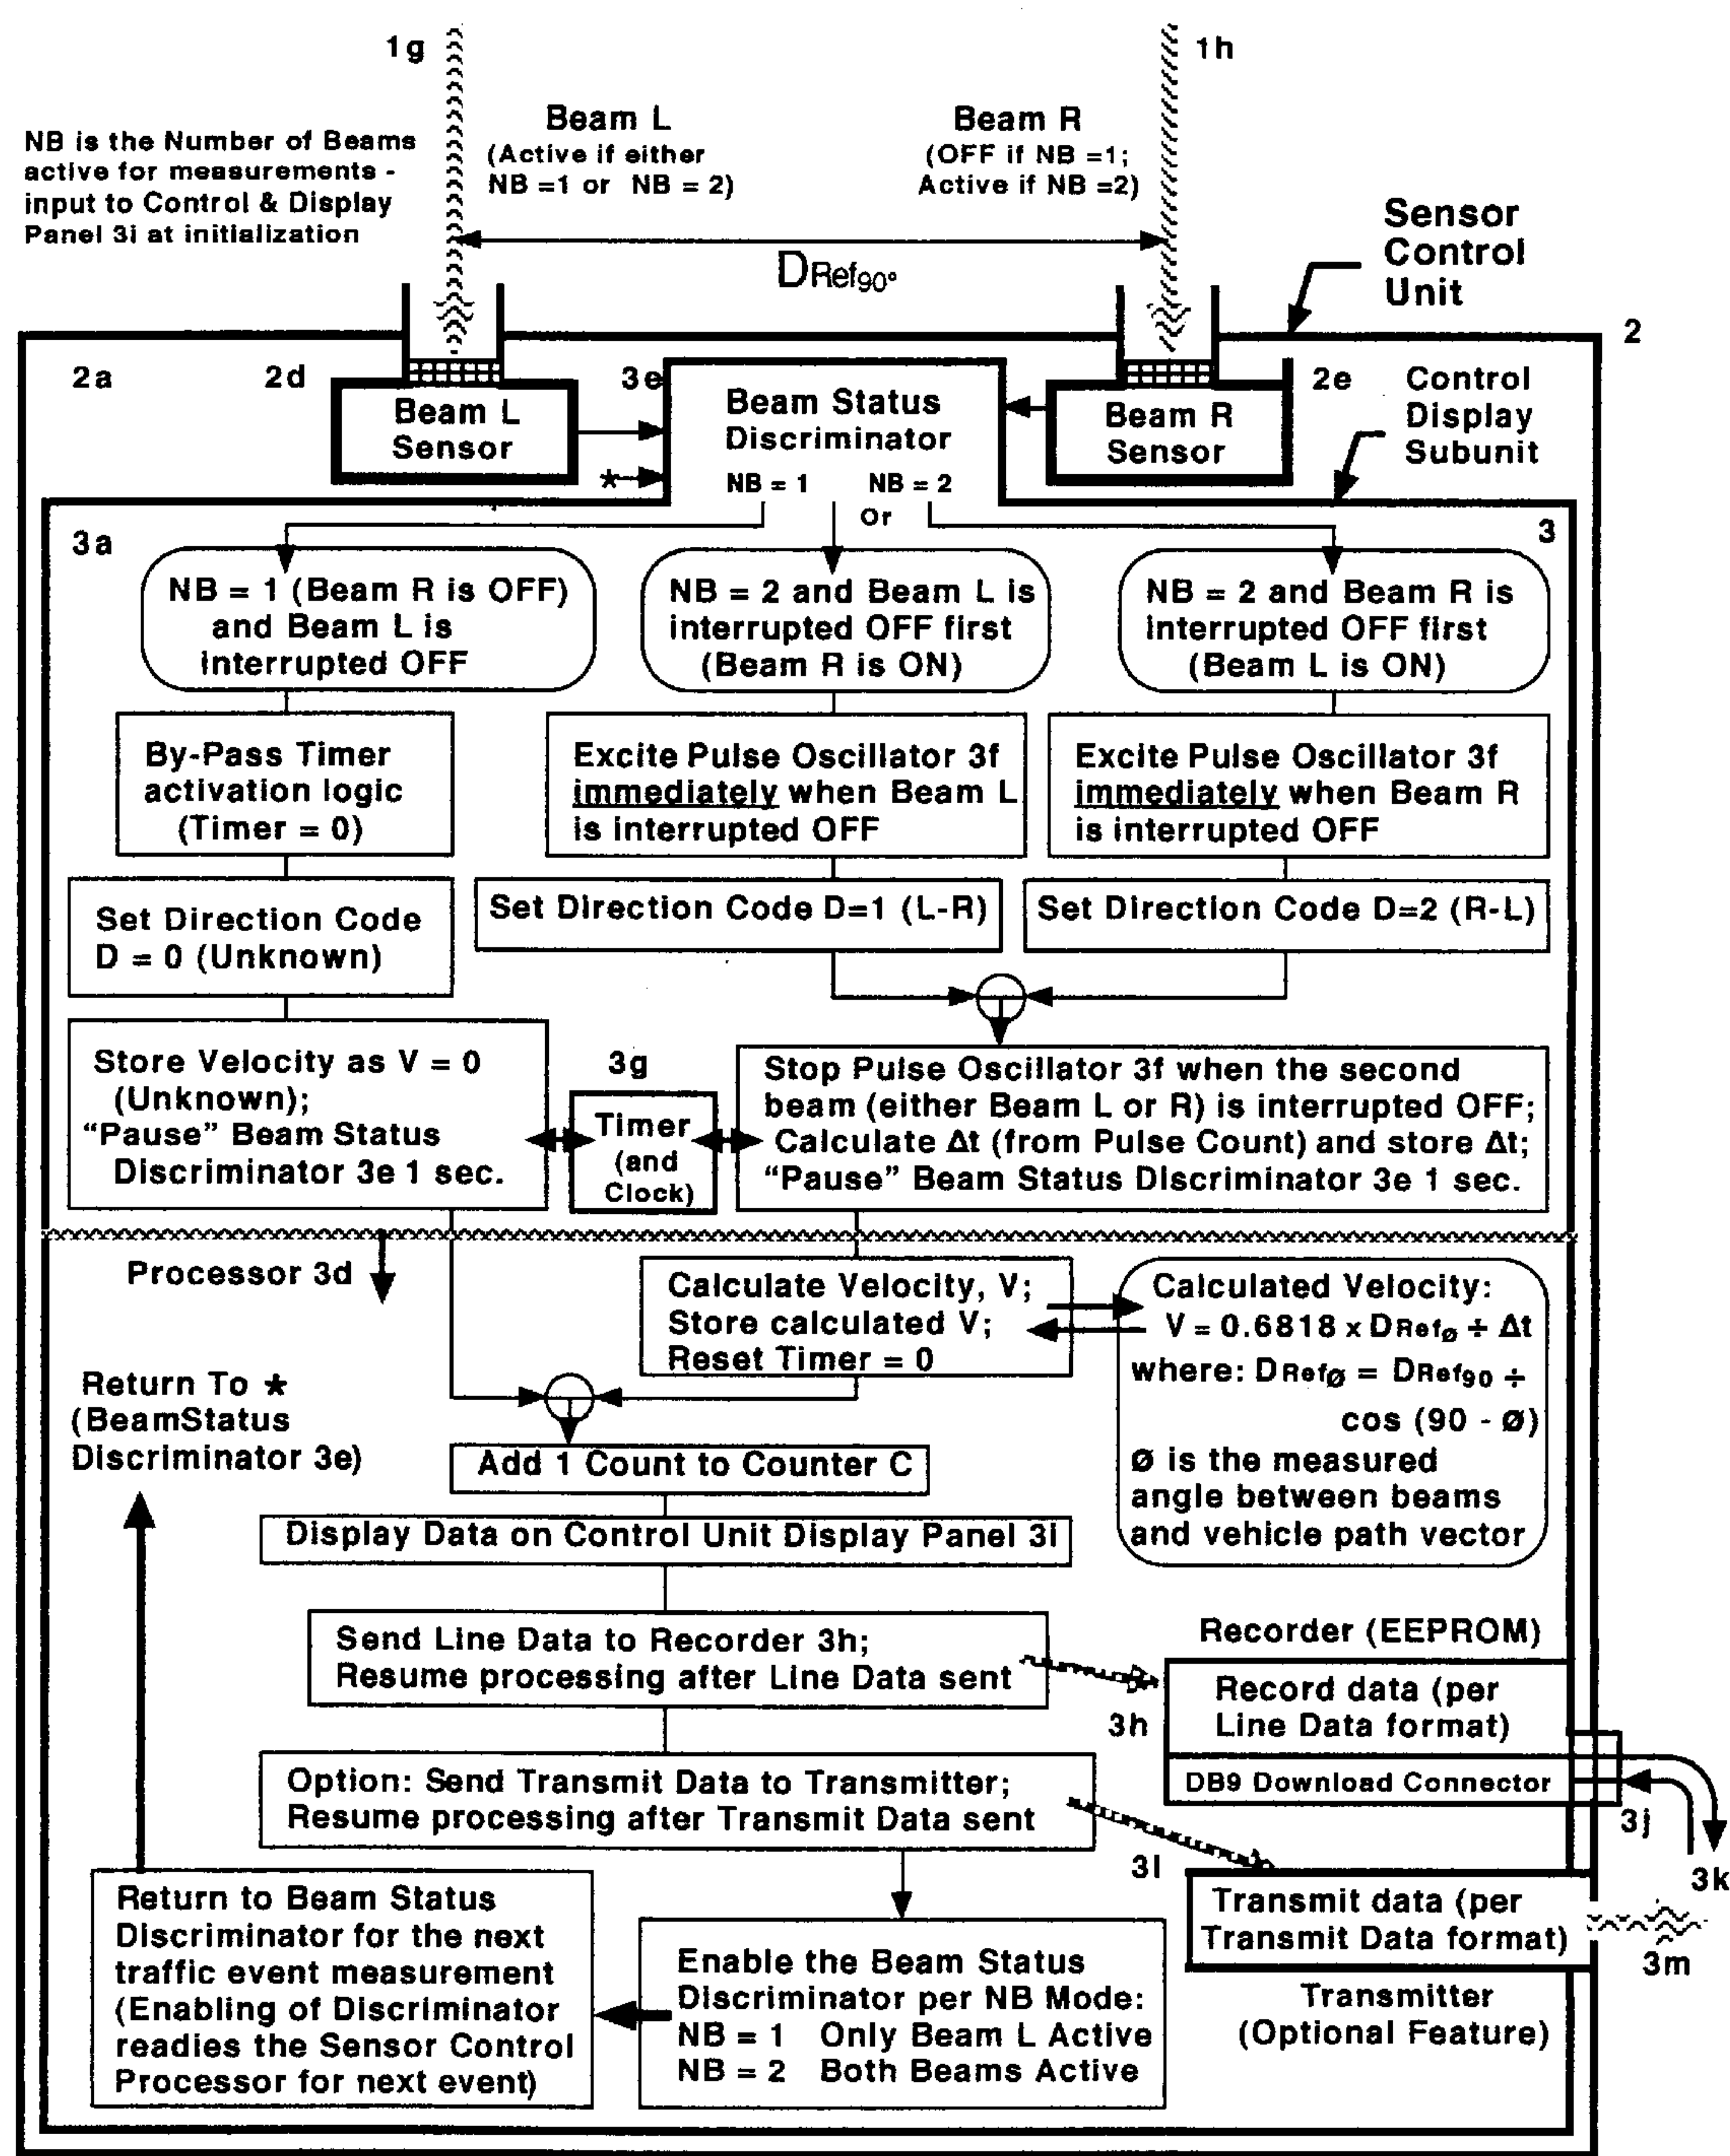 1g
1h
NB is the Number of Beams
active for measurements -
input to Control & Display
Panel 3i at initialization
Beam L
(Active if either
NB =1 or NB = 2)
Beam R
(OFF if NB =1;
Active if NB =2)
DRef90°
Sensor
Control
Unit
2
2a
2d
Beam L
Sensor
3e
Beam Status
Discriminator
NB = 1 NB = 2
or
*
Beam R
Sensor
2e
Control
Display
Subunit
3a
3
NB = 1 (Beam R is OFF)
and Beam L is
interrupted OFF
NB = 2 and Beam L is
interrupted OFF first
(Beam R is ON)
NB = 2 and Beam R is
interrupted OFF first
(Beam L is ON)
By-Pass Timer
activation logic
(Timer = 0)
Excite Pulse Oscillator 3f
immediately when Beam L
is interrupted OFF
Excite Pulse Oscillator 3f
immediately when Beam R
is interrupted OFF
Set Direction Code
D = 0 (Unknown)
Set Direction Code D=1 (L-R)
Set Direction Code D=2 (R-L)
Store Velocity as V = 0
(Unknown);
“Pause” Beam Status
Discriminator 3e 1 sec.
3g
Timer
(and
Clock)
Stop Pulse Oscillator 3f when the second
beam (either Beam L or R) is interrupted OFF;
Calculate Δt (from Pulse Count) and store Δt;
“Pause” Beam Status Discriminator 3e 1 sec.
Processor 3d
Calculate Velocity, V;
Store calculated V;
Reset Timer = 0
Calculated Velocity:
V = 0.6818 x DRefø ÷ Δt
where: DRefø = DRef90 ÷
cos (90 - ø)
ø is the measured
angle between beams
and vehicle path vector
Return To *
(BeamStatus
Discriminator 3e)
Add 1 Count to Counter C
Display Data on Control Unit Display Panel 3i
Send Line Data to Recorder 3h;
Resume processing after Line Data sent
Recorder (EEPROM)
3h
Record data (per
Line Data format)
DB9 Download Connector
3j
3k
Option: Send Transmit Data to Transmitter;
Resume processing after Transmit Data sent
3l
Transmit data (per
Transmit Data format)
3m
Transmitter
(Optional Feature)
Return to Beam Status
Discriminator for the next
traffic event measurement
(Enabling of Discriminator
readies the Sensor Control
Processor for next event)
Enable the Beam Status
Discriminator per NB Mode:
NB = 1 Only Beam L Active
NB = 2 Both Beams Active